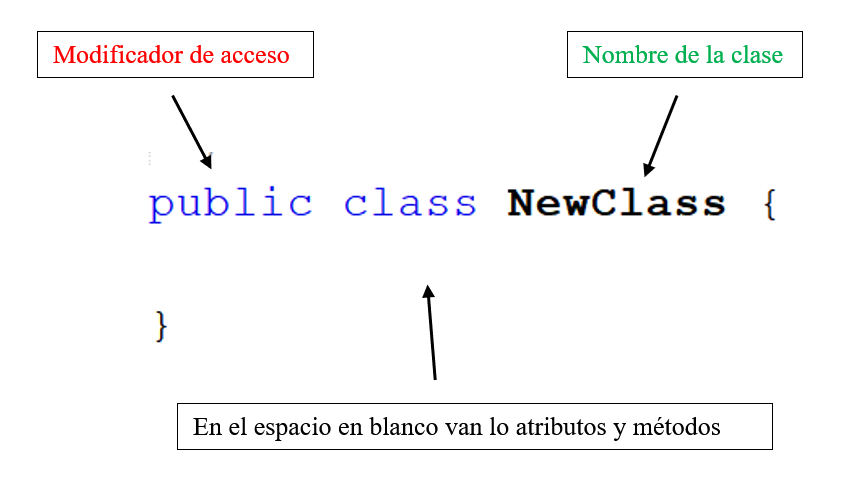 Modificador de acceso
Nombre de la clase
public class NewClass {
}
En el espacio en blanco van lo atributos y métodos